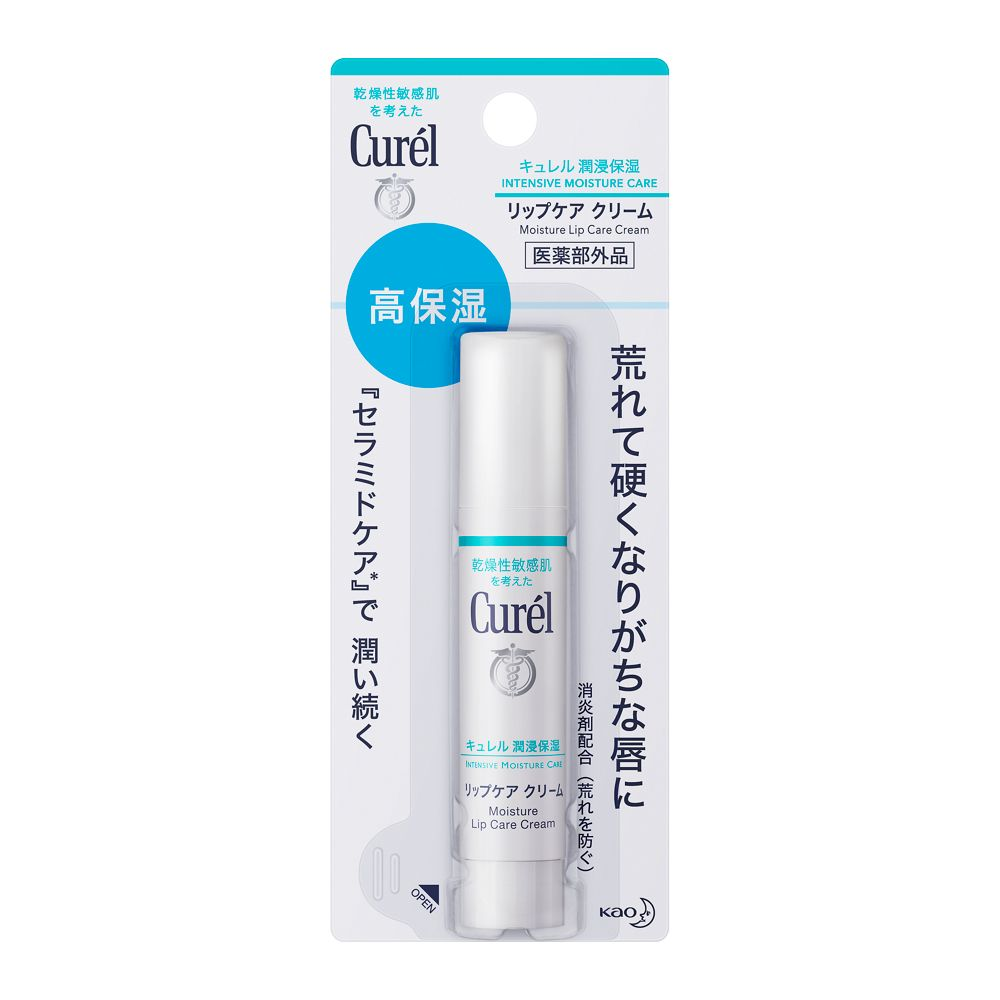 乾燥性敏感肌
を考えた
Curél
キュレル 潤浸保湿
INTENSIVE MOISTURE CARE
リップケア クリーム
Moisture Lip Care Cream
医薬部外品
高保湿
荒れて硬くなりがちな唇に
消炎剤配合（荒れを防ぐ）
『セラミドケア』*で 潤い続く
乾燥性敏感肌
を考えた
Curél
キュレル 潤浸保湿
INTENSIVE MOISTURE CARE
リップケア クリーム
Moisture
Lip Care Cream
OPEN
Kao